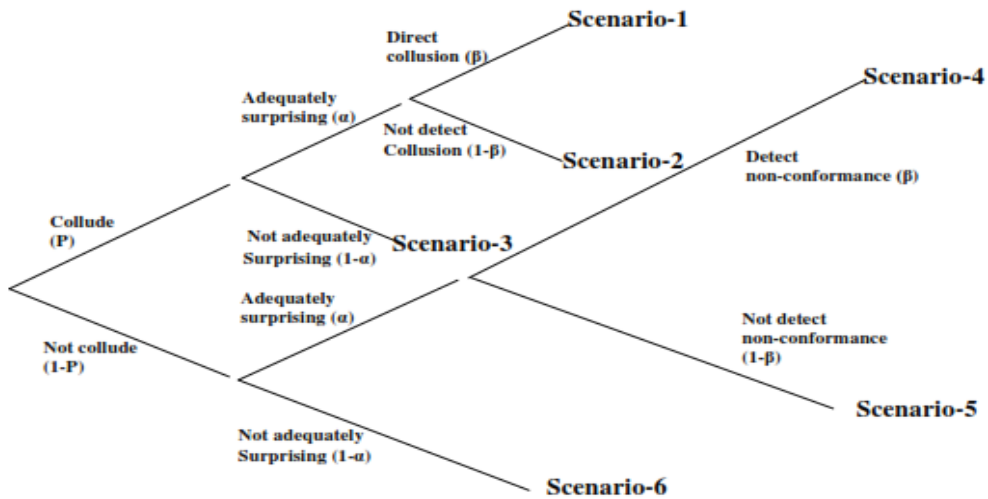 Scenario-1
Direct
collusion (β)
Scenario-4
Adequately
surprising (α)
Not detect
Collusion (1-β)
Scenario-2
Detect
non-conformance (β)
Collude
(P)
Not adequately
Surprising (1-α)
Scenario-3
Adequately
surprising (α)
Not detect
non-conformance
(1-β)
Not collude
(1-P)
Scenario-5
Not adequately
Surprising (1-α)
Scenario-6